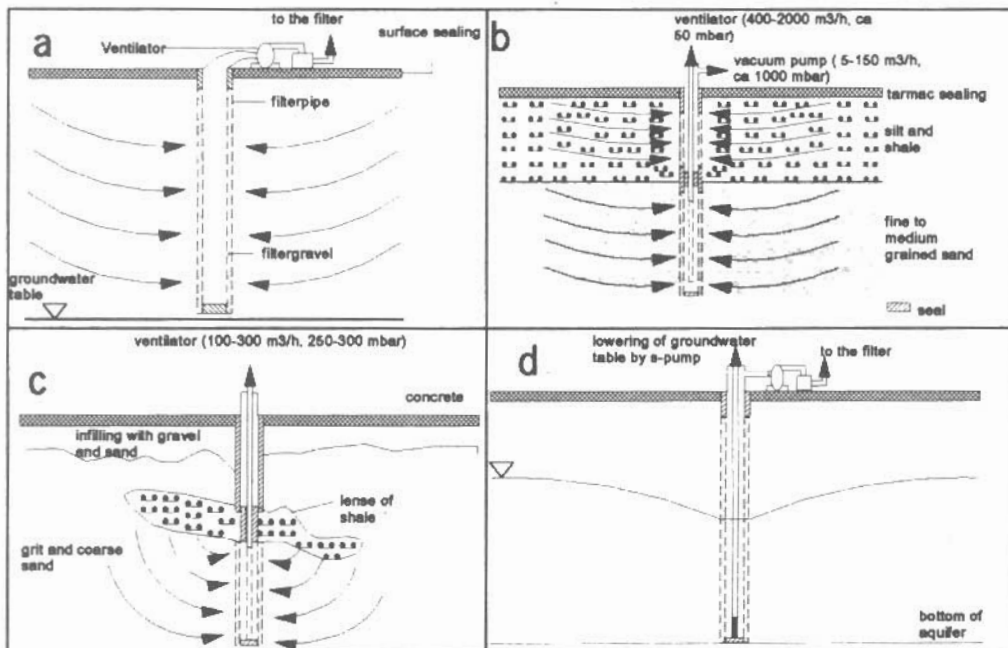 a
to the filter
Ventilator
surface sealing
filterpipe
filtergravel
groundwater
table
b
ventilator (400-2000 m3/h, ca
50 mbar)
vacuum pump ( 5-150 m3/h,
ca 1000 mbar)
tarmac sealing
silt and
shale
fine to
medium
grained sand
seal
c
ventilator (100-300 m3/h, 250-300 mbar)
concrete
infilling with gravel
and sand
lense of
shale
grit and coarse
sand
d
lowering of groundwater
table by s-pump
to the filter
bottom of
aquifer